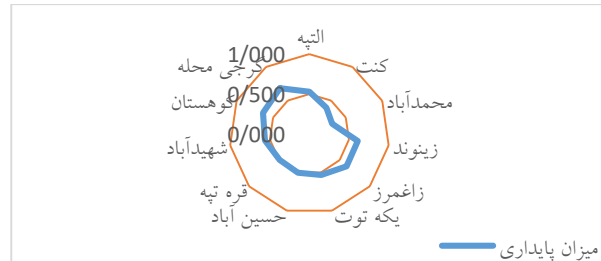 التپه
کنت
محمدآباد
زینوند
زاغمرز
یکه توت
حسین آباد
قره تپه
شهیدآباد
کوهستان
گرجی محله
1/000
0/500
0/000
میزان پایداری